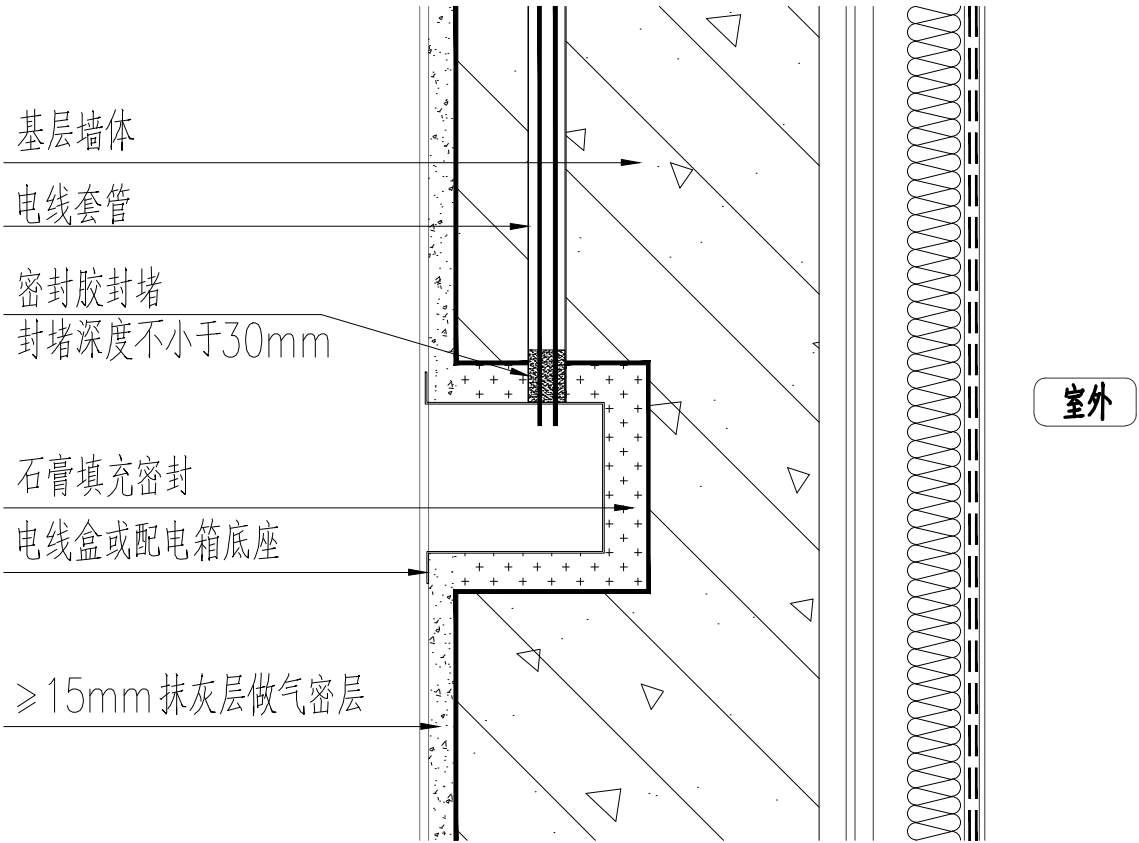 基层墙体
电线套管
密封胶封堵
封堵深度不小于30mm
室外
石膏填充密封
电线盒或配电箱底座
≥15mm抹灰层做气密层